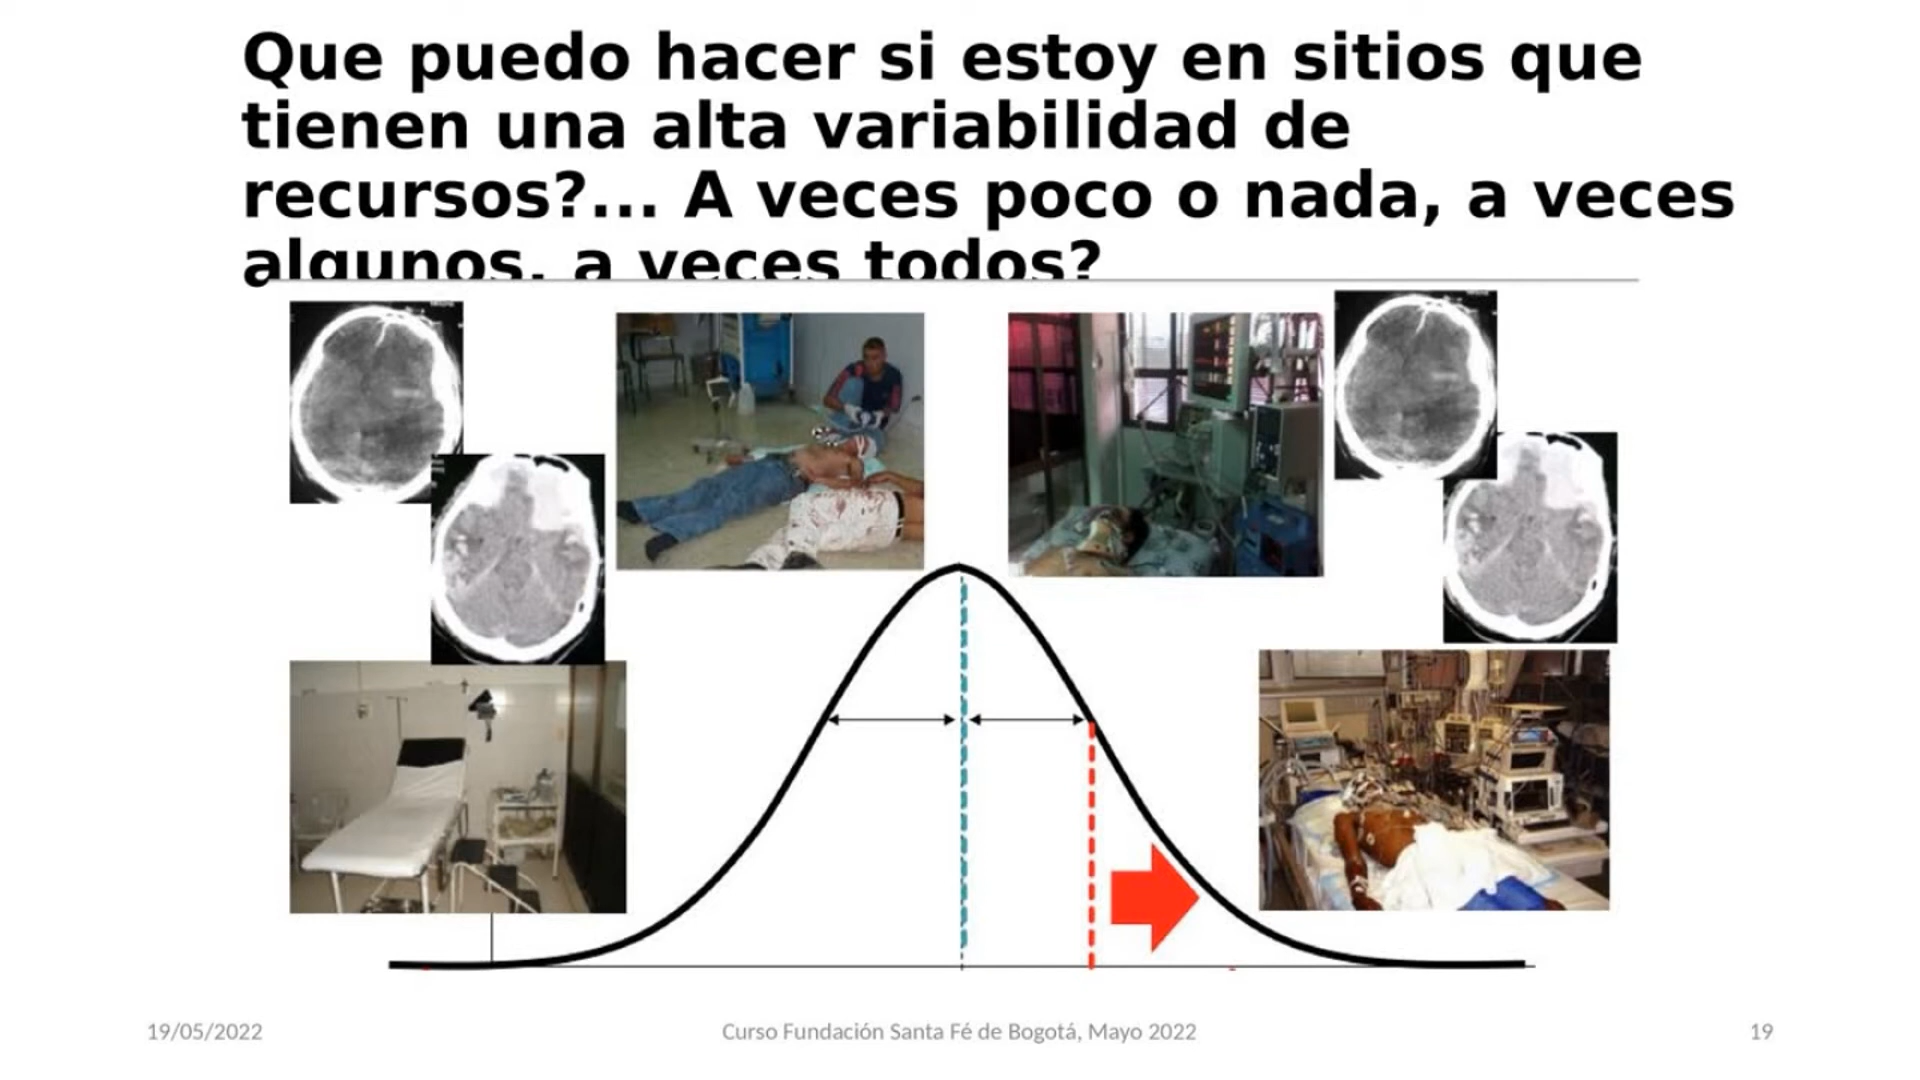 Que puedo hacer si estoy en sitios que
tienen una alta variabilidad de
recursos?... A veces poco o nada, a veces
algunos, a veces todos?
19/05/2022
Curso Fundación Santa Fé de Bogotá, Mayo 2022
19